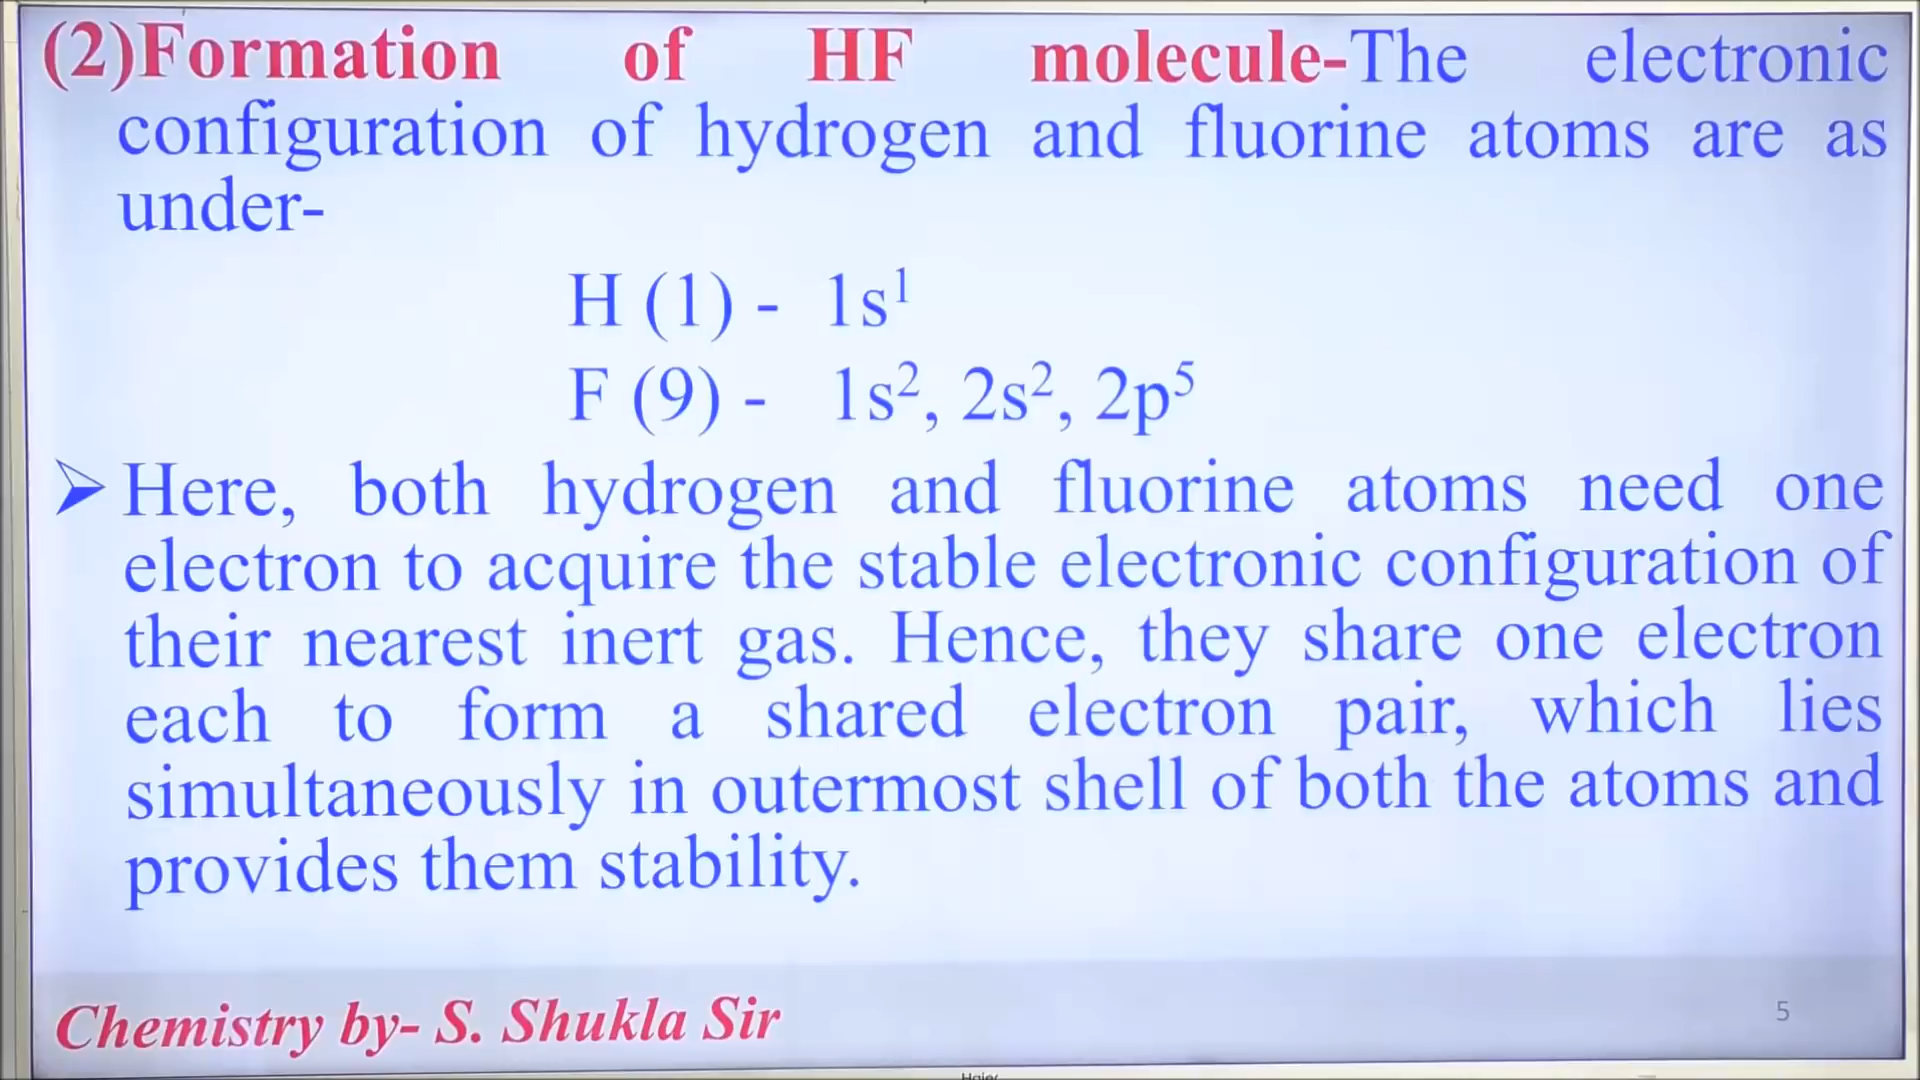 (2)Formation of HF molecule-The electronic
configuration of hydrogen and fluorine atoms are as
under-
H (1) - 1s¹
F (9) - 1s², 2s², 2p⁵
➢ Here, both hydrogen and fluorine atoms need one
electron to acquire the stable electronic configuration of
their nearest inert gas. Hence, they share one electron
each to form a shared electron pair, which lies
simultaneously in outermost shell of both the atoms and
provides them stability.
Chemistry by- S. Shukla Sir
5
Haier